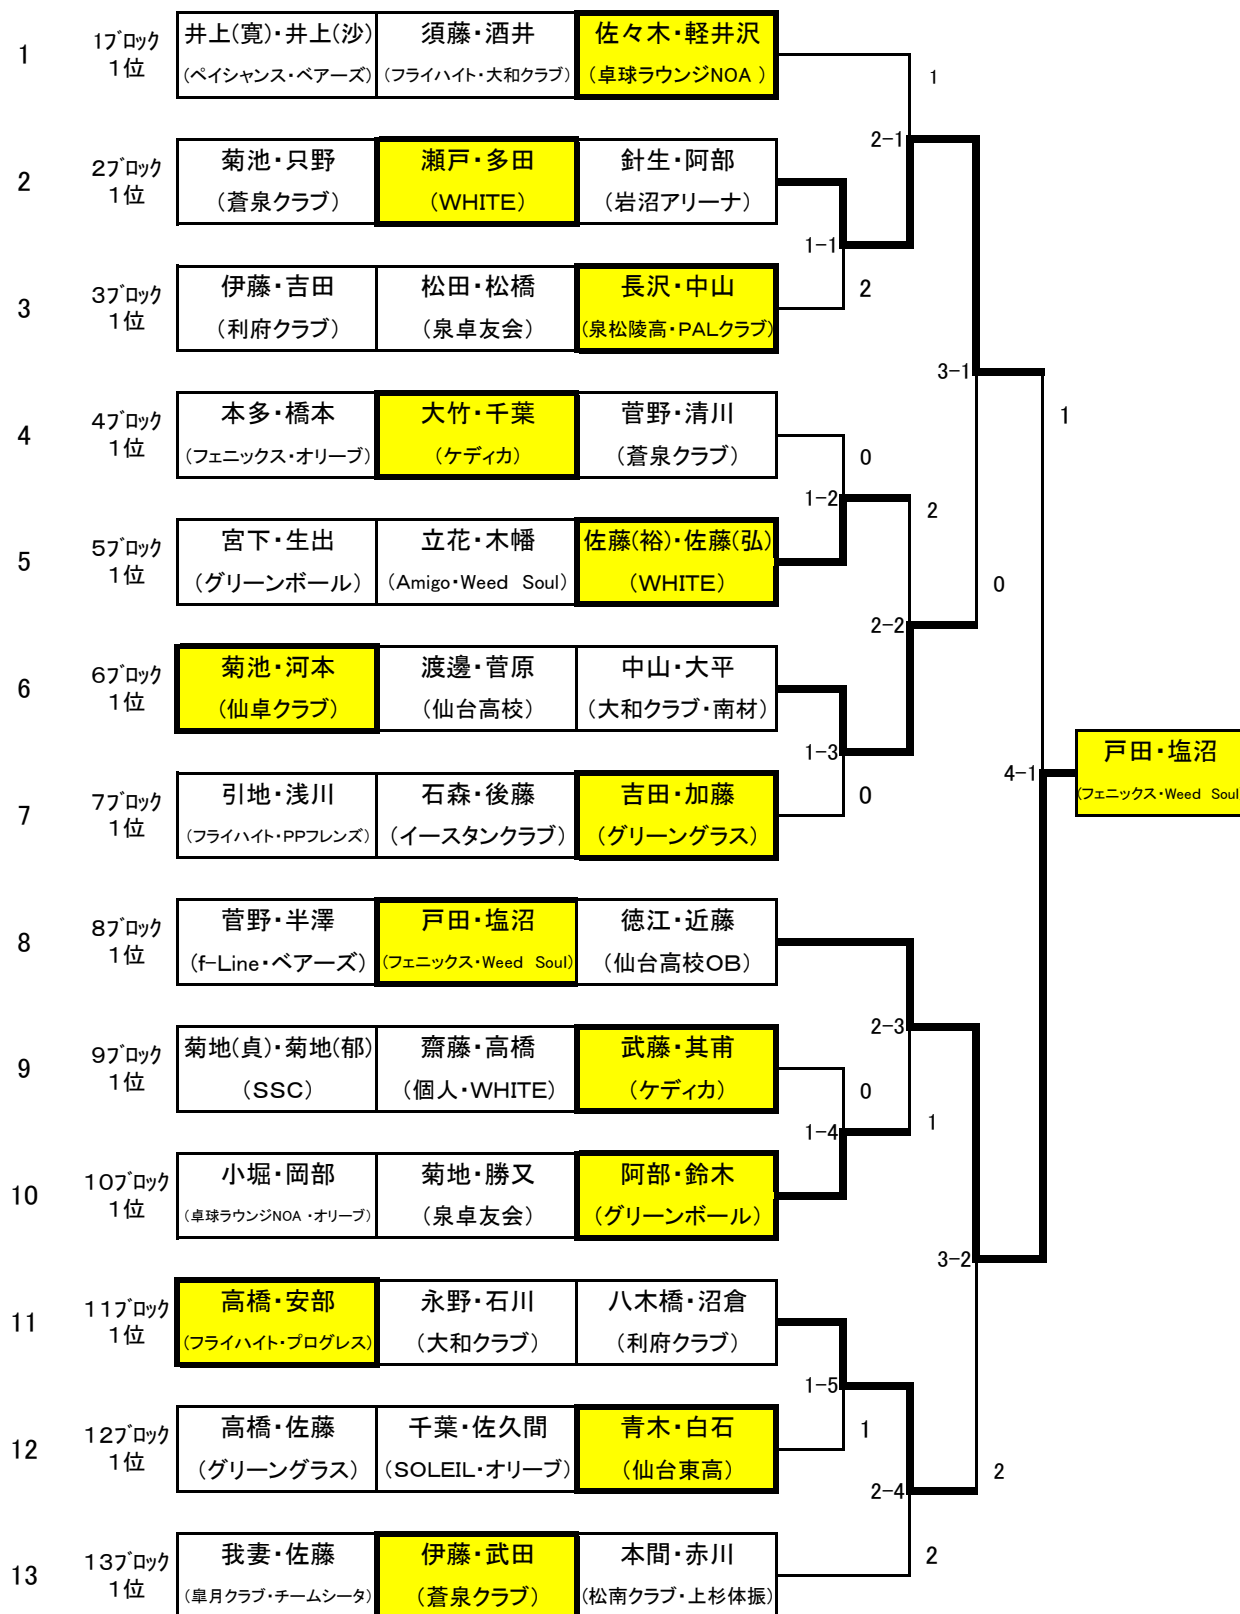 1
1ブロック
1位
井上(寛)・井上(沙)
(ペイシャンス・ベアーズ)
須藤・酒井
(フライハイト・大和クラブ)
佐々木・軽井沢
(卓球ラウンジNOA )
1
2-1
2
2ブロック
1位
菊池・只野
(蒼泉クラブ)
瀬戸・多田
(WHITE)
針生・阿部
(岩沼アリーナ)
1-1
3
3ブロック
1位
伊藤・吉田
(利府クラブ)
松田・松橋
(泉卓友会)
長沢・中山
(泉松陵高・PALクラブ)
2
3-1
1
4
4ブロック
1位
本多・橋本
(フェニックス・オリーブ)
大竹・千葉
(ケディカ)
菅野・清川
(蒼泉クラブ)
0
1-2
2
5
5ブロック
1位
宮下・生出
(グリーンボール)
立花・木幡
(Amigo・Weed Soul)
佐藤(裕)・佐藤(弘)
(WHITE)
0
2-2
6
6ブロック
1位
菊池・河本
(仙卓クラブ)
渡邊・菅原
(仙台高校)
中山・大平
(大和クラブ・南材)
1-3
4-1
戸田・塩沼
(フェニックス・Weed Soul)
7
7ブロック
1位
引地・浅川
(フライハイト・PPフレンズ)
石森・後藤
(イースタンクラブ)
吉田・加藤
(グリーングラス)
0
8
8ブロック
1位
菅野・半澤
(f-Line・ベアーズ)
戸田・塩沼
(フェニックス・Weed Soul)
徳江・近藤
(仙台高校OB)
2-3
9
9ブロック
1位
菊地(貞)・菊地(郁)
(SSC)
齋藤・高橋
(個人・WHITE)
武藤・其甫
(ケディカ)
0
1-4
1
10
10ブロック
1位
小堀・岡部
(卓球ラウンジNOA ・オリーブ)
菊地・勝又
(泉卓友会)
阿部・鈴木
(グリーンボール)
3-2
11
11ブロック
1位
高橋・安部
(フライハイト・プログレス)
永野・石川
(大和クラブ)
八木橋・沼倉
(利府クラブ)
1-5
12
12ブロック
1位
高橋・佐藤
(グリーングラス)
千葉・佐久間
(SOLEIL・オリーブ)
青木・白石
(仙台東高)
1
2-4
2
13
13ブロック
1位
我妻・佐藤
(皐月クラブ・チームシータ)
伊藤・武田
(蒼泉クラブ)
本間・赤川
(松南クラブ・上杉体振)
2